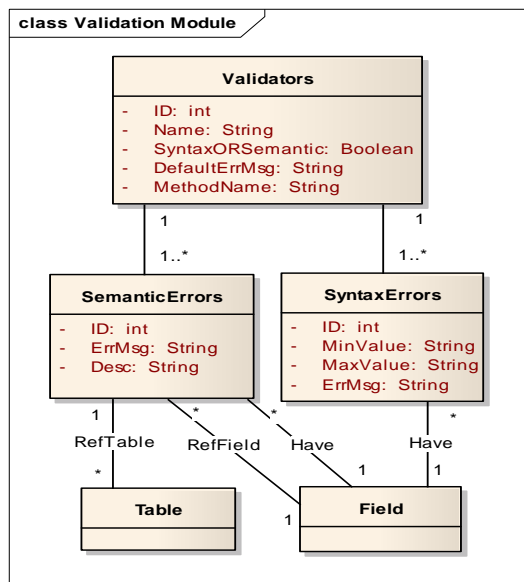 class Validation Module
Validators
- ID: int
- Name: String
- SyntaxORSemantic: Boolean
- DefaultErrMsg: String
- MethodName: String
1
1
1..*
1..*
SemanticErrors
- ID: int
- ErrMsg: String
- Desc: String
SyntaxErrors
- ID: int
- MinValue: String
- MaxValue: String
- ErrMsg: String
1
*
*
*
RefTable
RefField
Have
Have
*
1
1
1
Table
Field